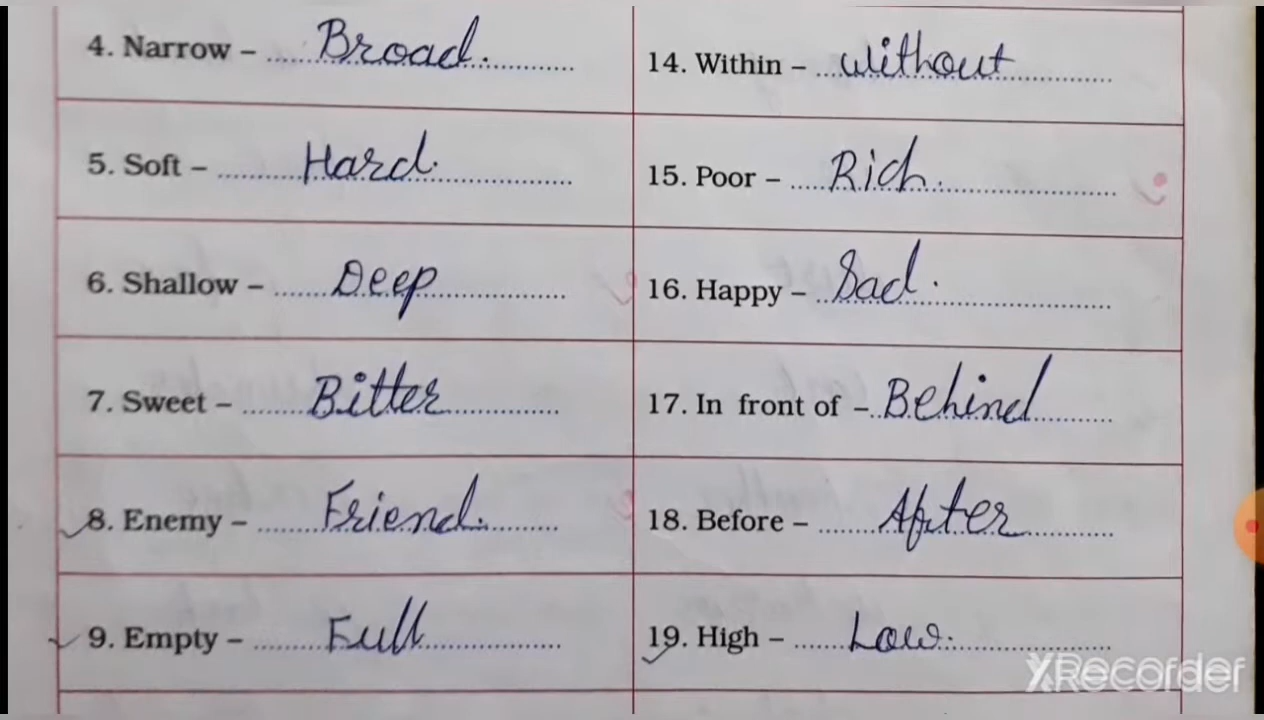 4. Narrow – Broad.
5. Soft – Hard.
6. Shallow – Deep
7. Sweet – Bitter
8. Enemy – Friend.
9. Empty – Full
14. Within – without
15. Poor – Rich.
16. Happy – Sad.
17. In front of – Behind
18. Before – After
19. High – Low.
XRecorder